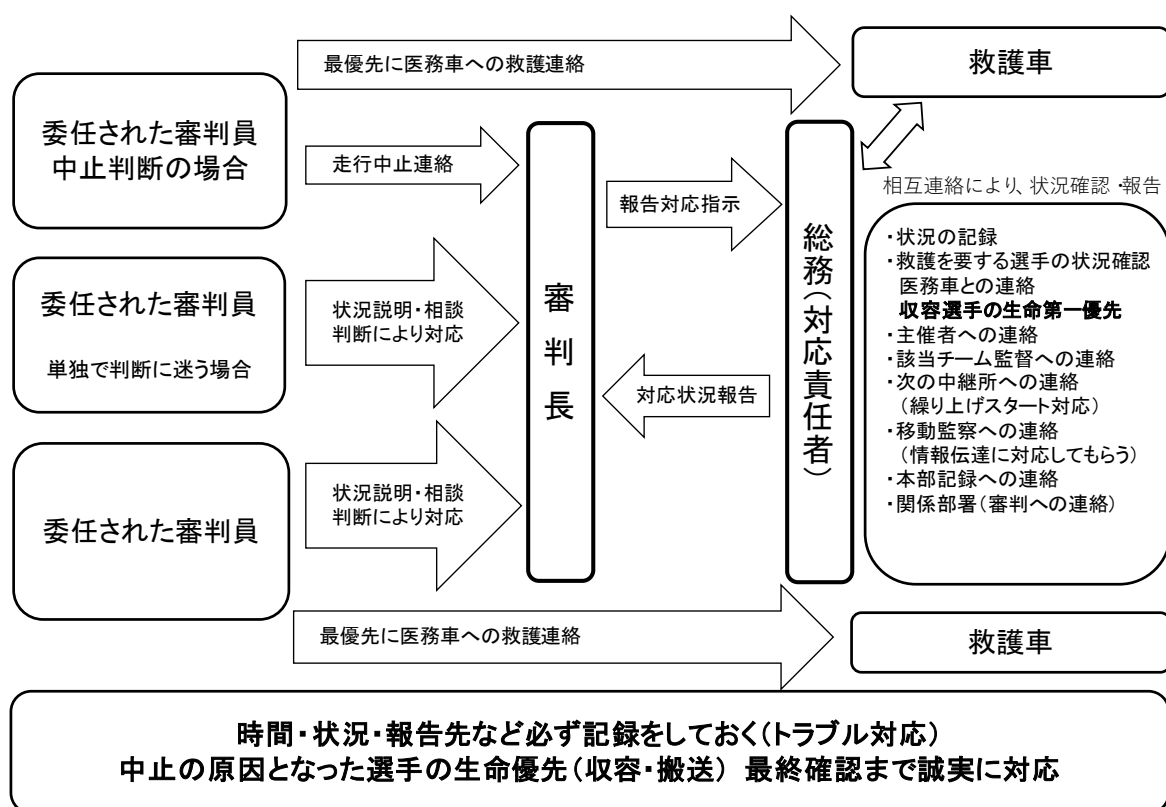 最優先に医務車への救護連絡
救護車
委任された審判員
中止判断の場合
走行中止連絡
報告対応指示
相互連絡により、状況確認・報告
委任された審判員
単独で判断に迷う場合
状況説明・相談
判断により対応
審判長
対応状況報告
総務(対応責任者)
・状況の記録
・救護を要する選手の状況確認
医務車との連絡
収容選手の生命第一優先
・主催者への連絡
・該当チーム監督への連絡
・次の中継所への連絡
(繰り上げスタート対応)
・移動監察への連絡
(情報伝達に対応してもらう)
・本部記録への連絡
・関係部署(審判への連絡)
委任された審判員
状況説明・相談
判断により対応
最優先に医務車への救護連絡
救護車
時間・状況・報告先など必ず記録をしておく(トラブル対応)
中止の原因となった選手の生命優先(収容・搬送) 最終確認まで誠実に対応